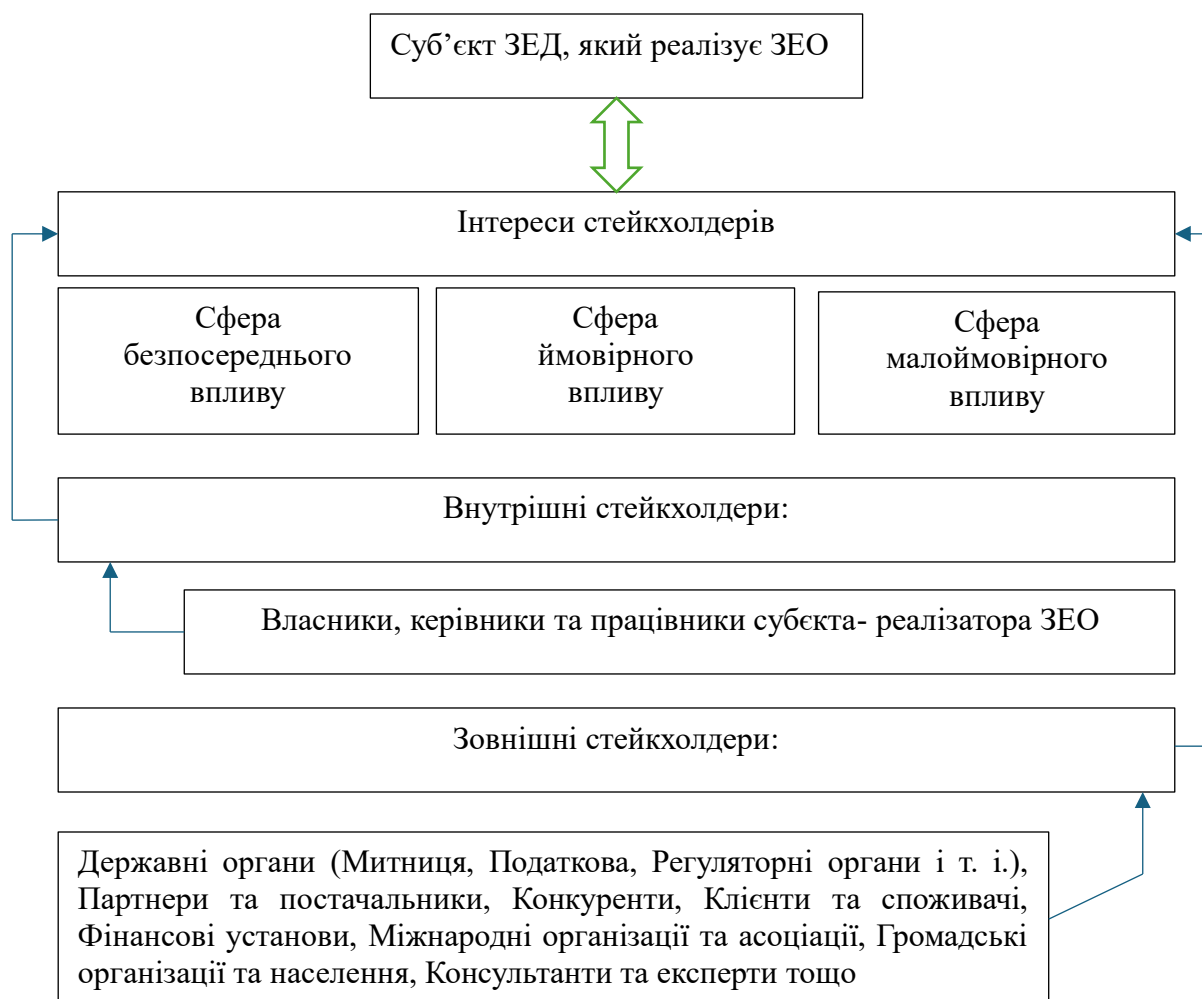 Суб’єкт ЗЕД, який реалізує ЗЕО
Інтереси стейкхолдерів
Сфера
безпосереднього
впливу
Сфера
ймовірного
впливу
Сфера
малоймовірного
впливу
Внутрішні стейкхолдери:
Власники, керівники та працівники субєкта- реалізатора ЗЕО
Зовнішні стейкхолдери:
Державні органи (Митниця, Податкова, Регуляторні органи і т. і.),
Партнери та постачальники, Конкуренти, Клієнти та споживачі,
Фінансові установи, Міжнародні організації та асоціації, Громадські
організації та населення, Консультанти та експерти тощо